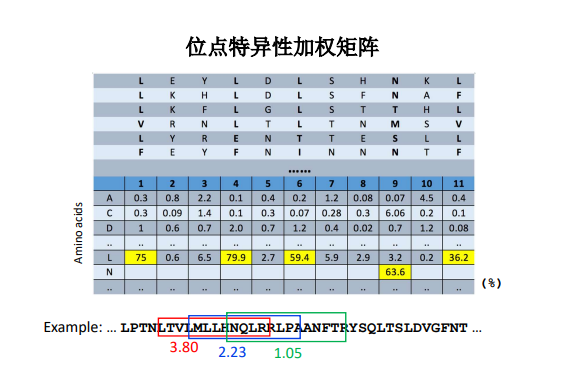 位点特异性加权矩阵
L E Y L D L S H N K L
L K H L D L S F N A F
L K F L G L S T T H L
V R N L T L T N M S V
L Y R E N T T E S L L
F E Y F N I N N N T F
......
1 2 3 4 5 6 7 8 9 10 11
A 0.3 0.8 2.2 0.1 0.4 0.2 1.2 0.08 0.07 4.5 0.4
C 0.3 0.09 1.4 0.1 0.3 0.07 0.28 0.3 6.06 0.2 0.1
D 1 0.6 0.7 2.0 0.7 1.2 0.4 0.02 0.7 1.2 0.08
.. .. .. .. .. .. .. .. .. .. .. ..
L 75 0.6 6.5 79.9 2.7 59.4 5.9 2.9 3.2 0.2 36.2
N 63.6
.. .. .. .. .. .. .. .. .. .. .. ..
Amino acids
(%)
Example: ... LPTNLTVLMLLHNQLRRLPAANFTRYSQLTSLDVGFNT ...
3.80 2.23 1.05